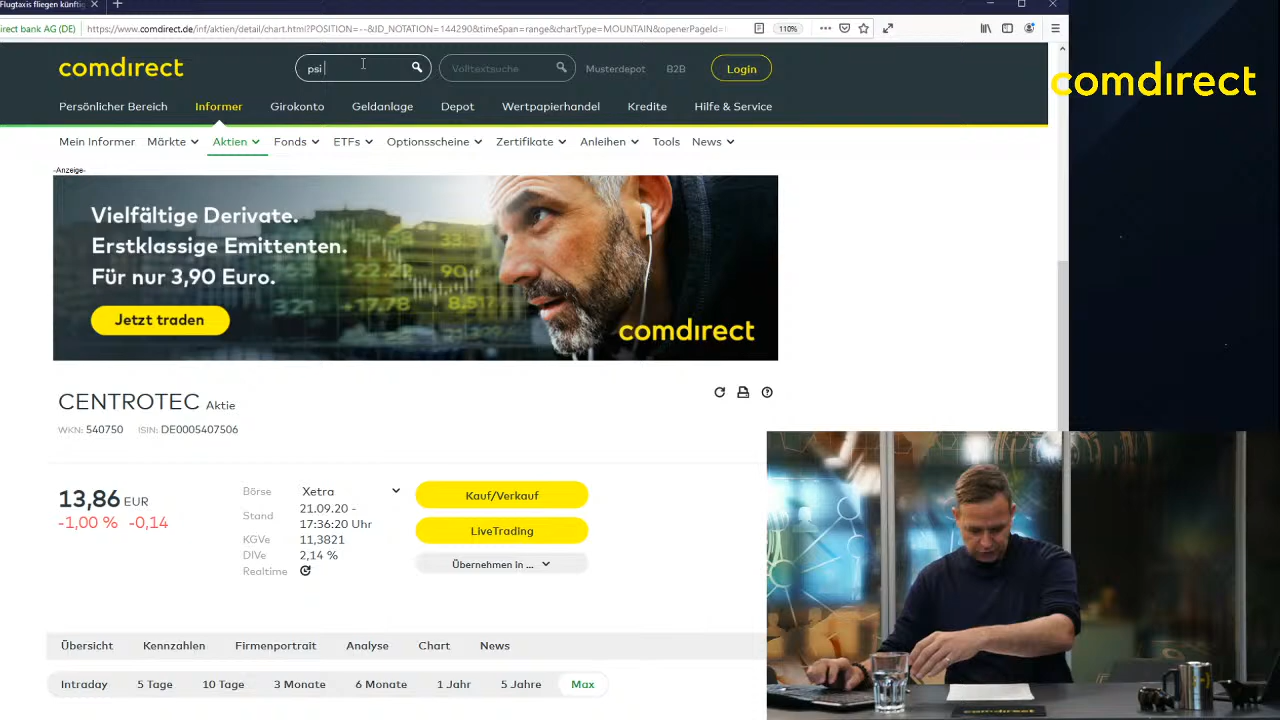 Flugtaxis fliegen künftig
irect bank AG (DE)
https://www.comdirect.de/inf/aktien/detail/chart.html?POSITION=--&ID_NOTATION=144290&timeSpan=range&chartType=MOUNTAIN&openerPageId=
110%
comdirect
psi
Volltextsuche
Musterdepot
B2B
Login
comdirect
Persönlicher Bereich
Informer
Girokonto
Geldanlage
Depot
Wertpapierhandel
Kredite
Hilfe & Service
Mein Informer
Märkte
Aktien
Fonds
ETFs
Optionsscheine
Zertifikate
Anleihen
Tools
News
-Anzeige-
Vielfältige Derivate.
Erstklassige Emittenten.
Für nur 3,90 Euro.
Jetzt traden
comdirect
CENTROTEC Aktie
WKN: 540750 ISIN: DE0005407506
13,86 EUR
-1,00 % -0,14
Börse Xetra
Stand 21.09.20 -
17:36:20 Uhr
KGVe 11,3821
DIVe 2,14 %
Realtime
Kauf/Verkauf
LiveTrading
Übernehmen in ...
Übersicht
Kennzahlen
Firmenportrait
Analyse
Chart
News
Intraday
5 Tage
10 Tage
3 Monate
6 Monate
1 Jahr
5 Jahre
Max
comdirect